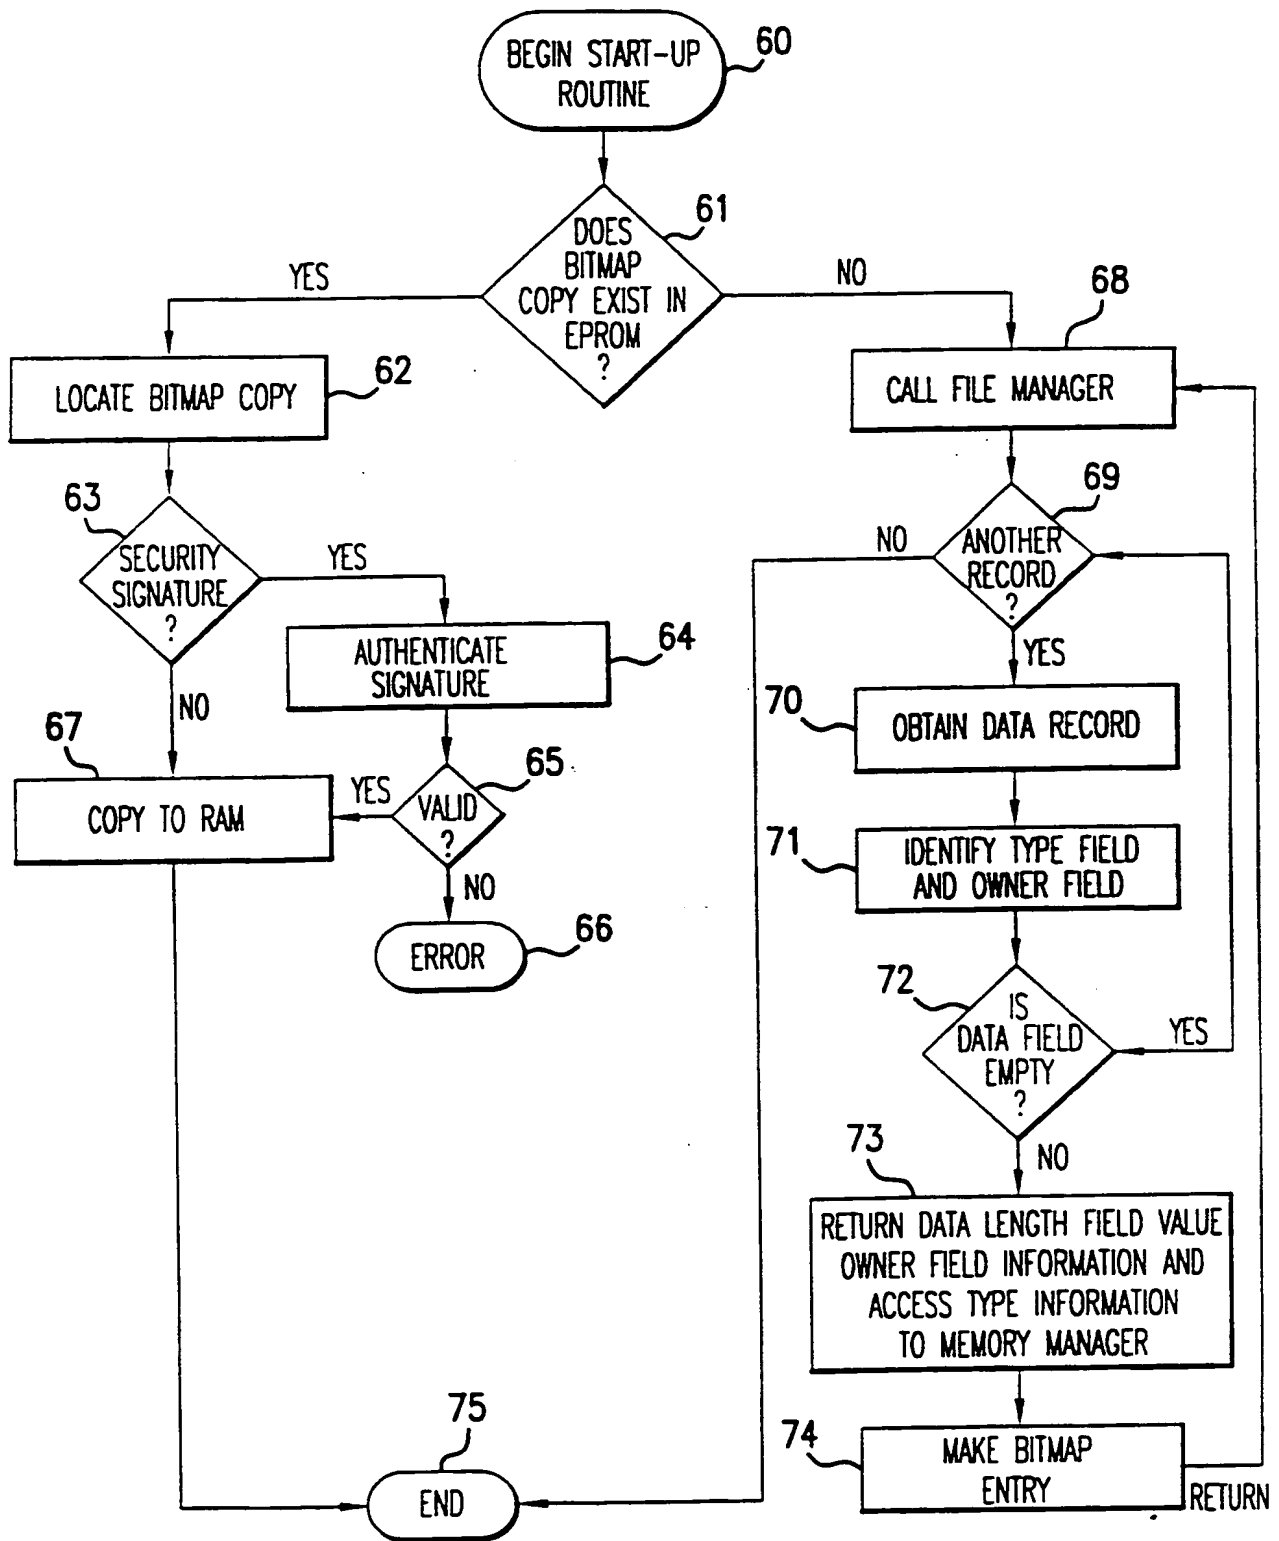 BEGIN START-UP
ROUTINE
60
DOES
BITMAP
COPY EXIST IN
EPROM
?
61
YES
NO
LOCATE BITMAP COPY
62
CALL FILE MANAGER
68
SECURITY
SIGNATURE
?
63
YES
NO
AUTHENTICATE
SIGNATURE
64
VALID
?
65
YES
NO
ERROR
66
COPY TO RAM
67
ANOTHER
RECORD
?
69
NO
YES
OBTAIN DATA RECORD
70
IDENTIFY TYPE FIELD
AND OWNER FIELD
71
IS
DATA FIELD
EMPTY
?
72
YES
NO
73
RETURN DATA LENGTH FIELD VALUE
OWNER FIELD INFORMATION AND
ACCESS TYPE INFORMATION
TO MEMORY MANAGER
MAKE BITMAP
ENTRY
74
RETURN
75
END